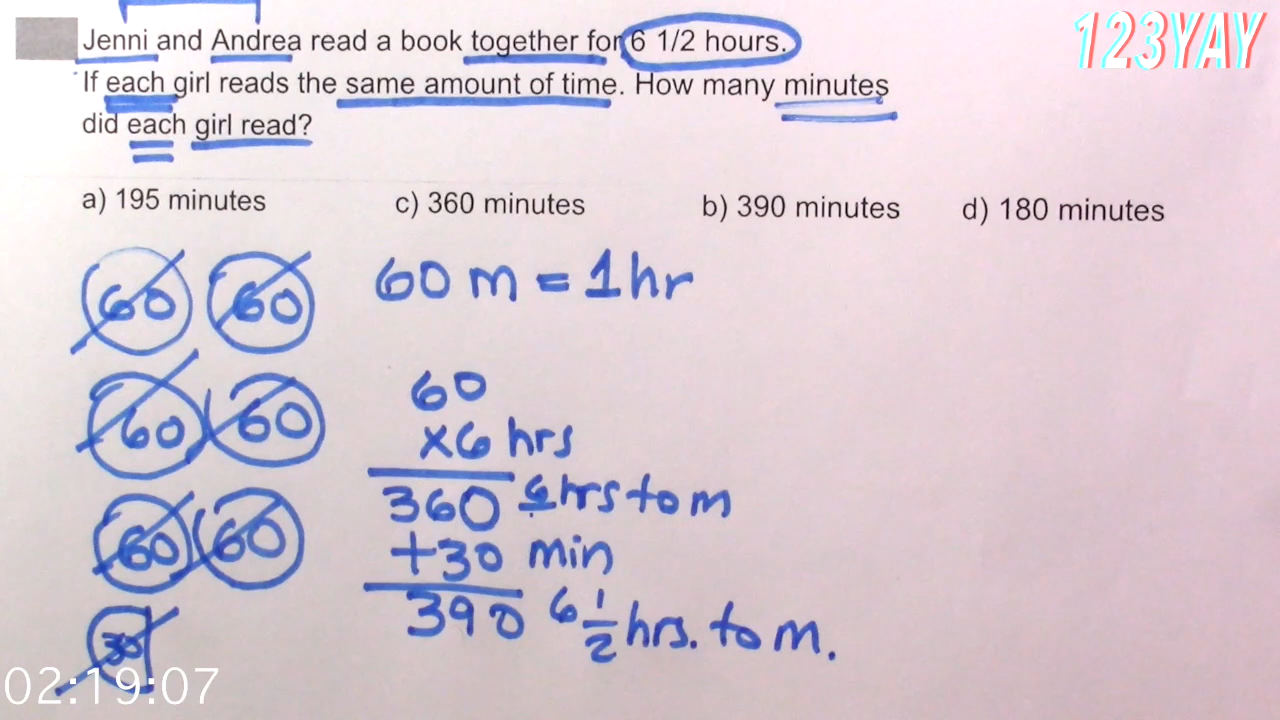 123YAY
Jenni and Andrea read a book together for 6 1/2 hours.
If each girl reads the same amount of time. How many minutes
did each girl read?
a) 195 minutes c) 360 minutes b) 390 minutes d) 180 minutes
60 60
60 m = 1 hr
60 60
60
x6 hrs
360 6 hrs to m
60 60
+30 min
390 6 1/2 hrs. to m.
30
02:19:07